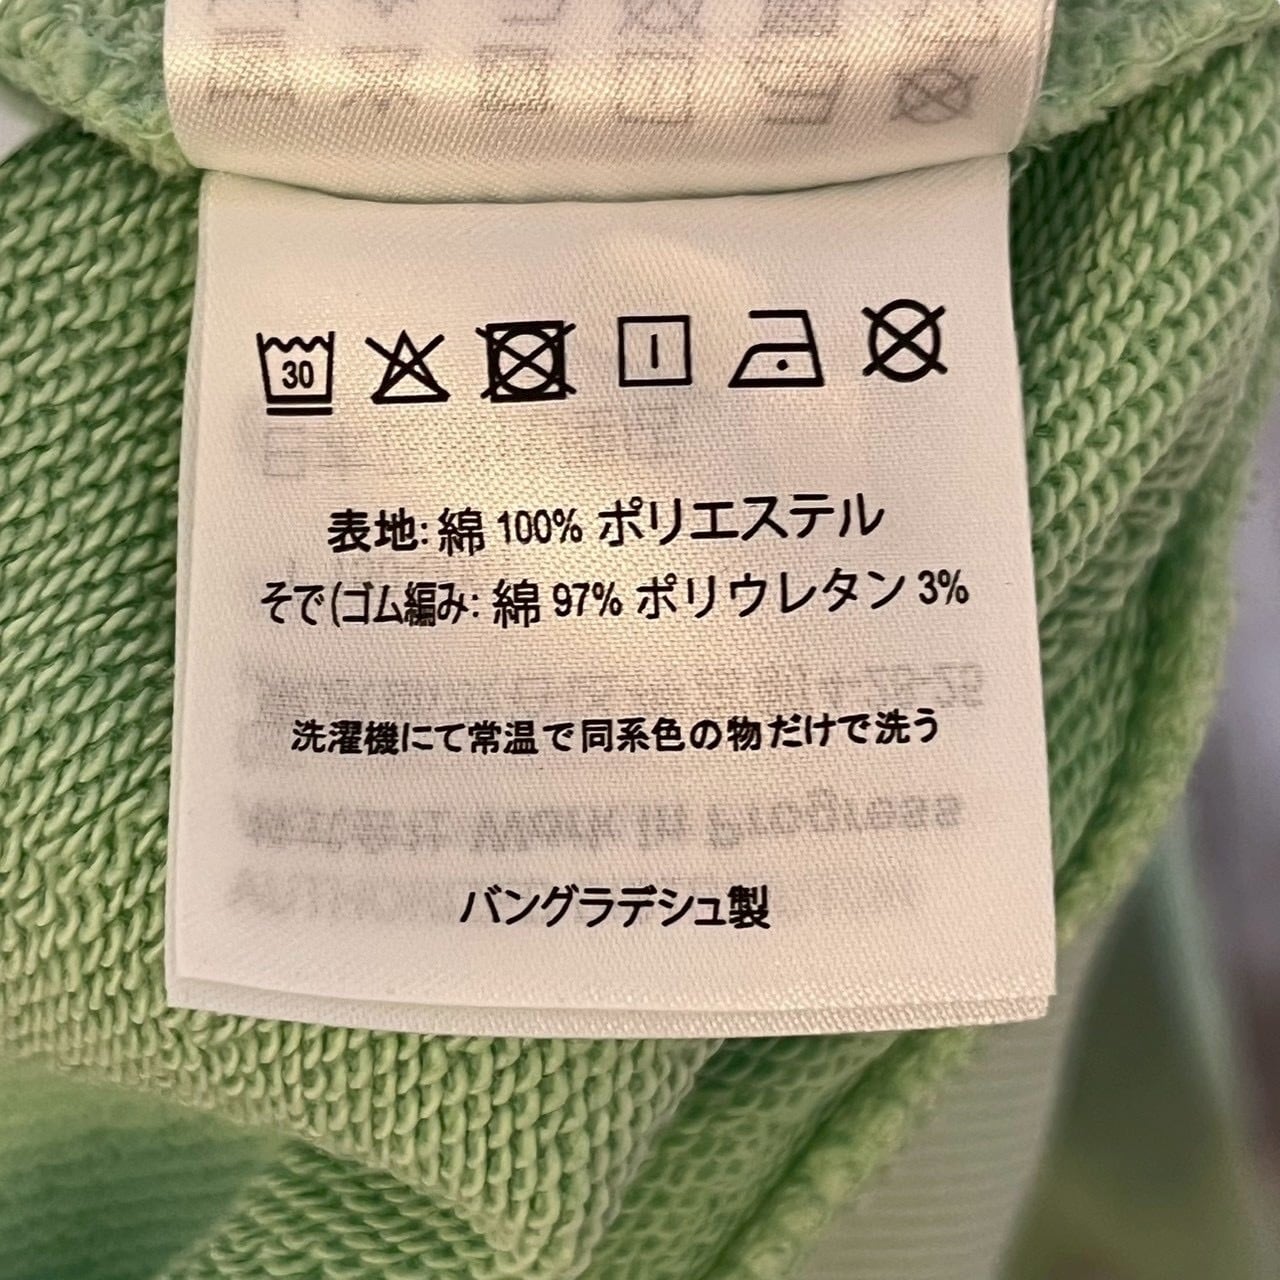 30
表地: 綿 100% ポリエステル
そで(ゴム編み: 綿 97% ポリウレタン 3%
洗濯機にて常温で同系色の物だけで洗う
バングラデシュ製